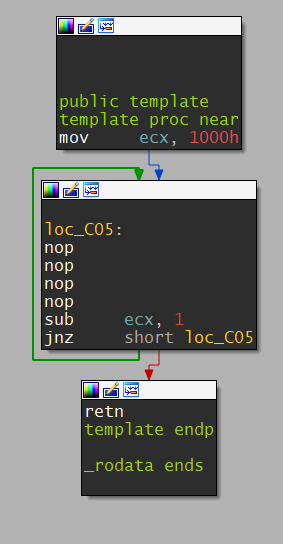 public template
template proc near
mov ecx, 1000h
loc_C05:
nop
nop
nop
nop
sub ecx, 1
jnz short loc_C05
retn
template endp
_rodata ends